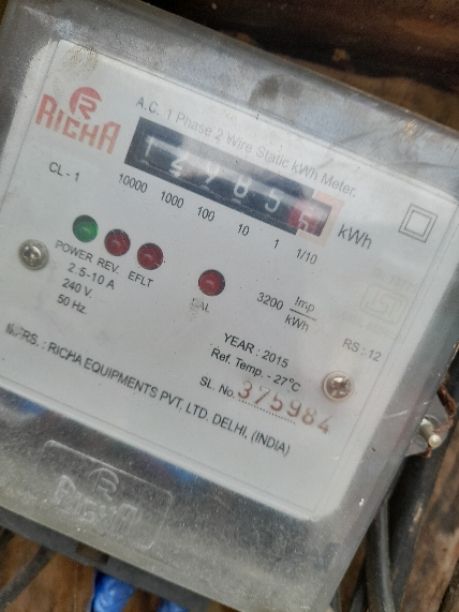 RICHA
A.C. 1 Phase 2 Wire Static kWh Meter.
CL - 1
10000 1000 100 10 1 1/10
kWh
POWER REV. EFLT
CAL
2.5-10 A
240 V.
50 Hz.
3200 Imp/kWh
RS : 12
YEAR : 2015
Ref. Temp. - 27°C
SL. No. 375984
MFRS. : RICHA EQUIPMENTS PVT. LTD. DELHI, (INDIA)
RICHA